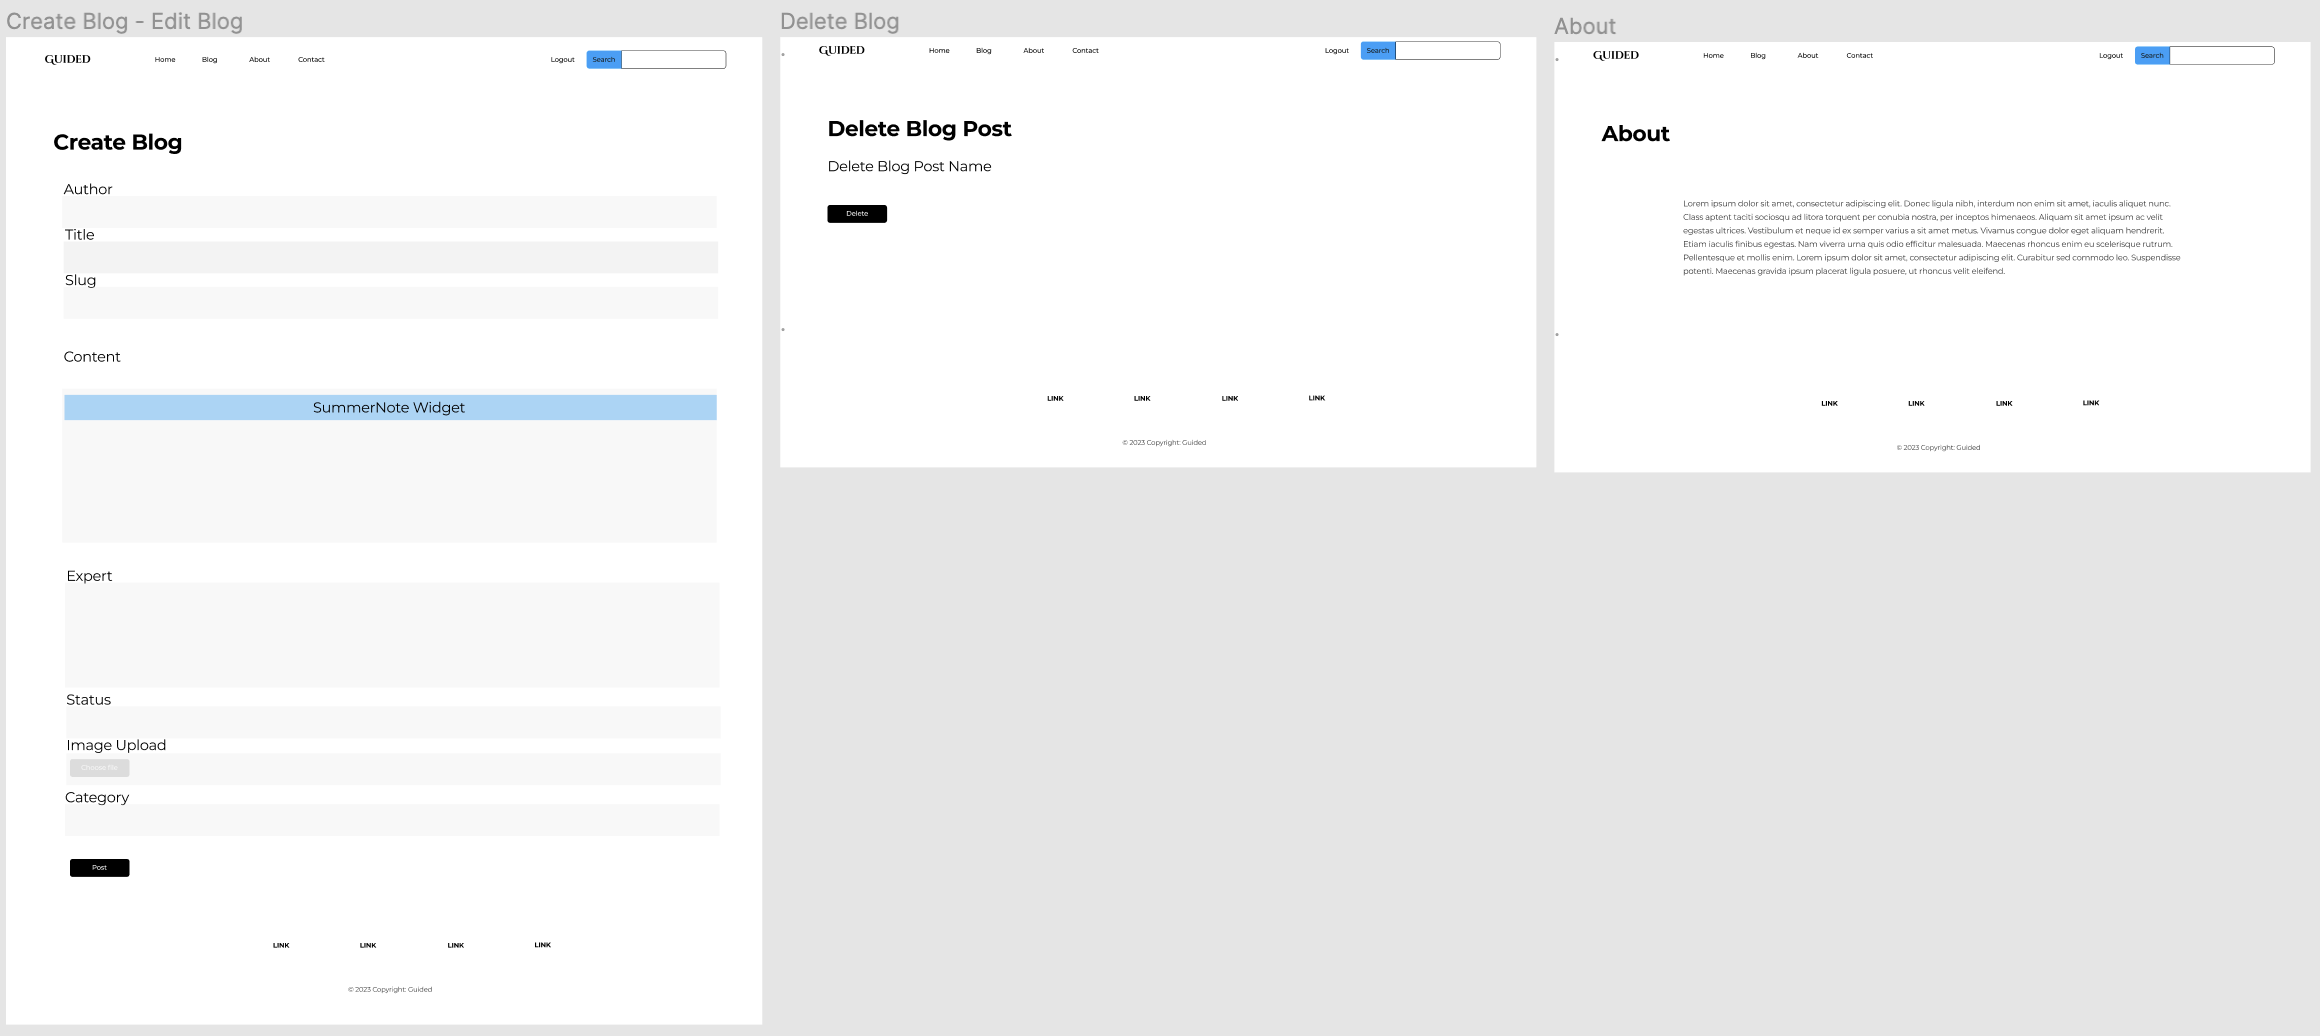 Create Blog - Edit Blog
GUIDED
Home Blog About Contact
Logout Search
Create Blog
Author
Title
Slug
Content
SummerNote Widget
Expert
Status
Image Upload
Choose file
Category
Post
LINK LINK LINK LINK
© 2023 Copyright: Guided
Delete Blog
GUIDED
Home Blog About Contact
Logout Search
Delete Blog Post
Delete Blog Post Name
Delete
LINK LINK LINK LINK
© 2023 Copyright: Guided
About
GUIDED
Home Blog About Contact
Logout Search
About
Lorem ipsum dolor sit amet, consectetur adipiscing elit. Donec ligula nibh, interdum non enim sit amet, iaculis aliquet nunc.
Class aptent taciti sociosqu ad litora torquent per conubia nostra, per inceptos himenaeos. Aliquam sit amet ipsum ac velit
egestas ultrices. Vestibulum et neque id ex semper varius a sit amet metus. Vivamus congue dolor eget aliquam hendrerit.
Etiam iaculis finibus egestas. Nam viverra urna quis odio efficitur malesuada. Maecenas rhoncus enim eu scelerisque rutrum.
Pellentesque et mollis enim. Lorem ipsum dolor sit amet, consectetur adipiscing elit. Curabitur sed commodo leo. Suspendisse
potenti. Maecenas gravida ipsum placerat ligula posuere, ut rhoncus velit eleifend.
LINK LINK LINK LINK
© 2023 Copyright: Guided